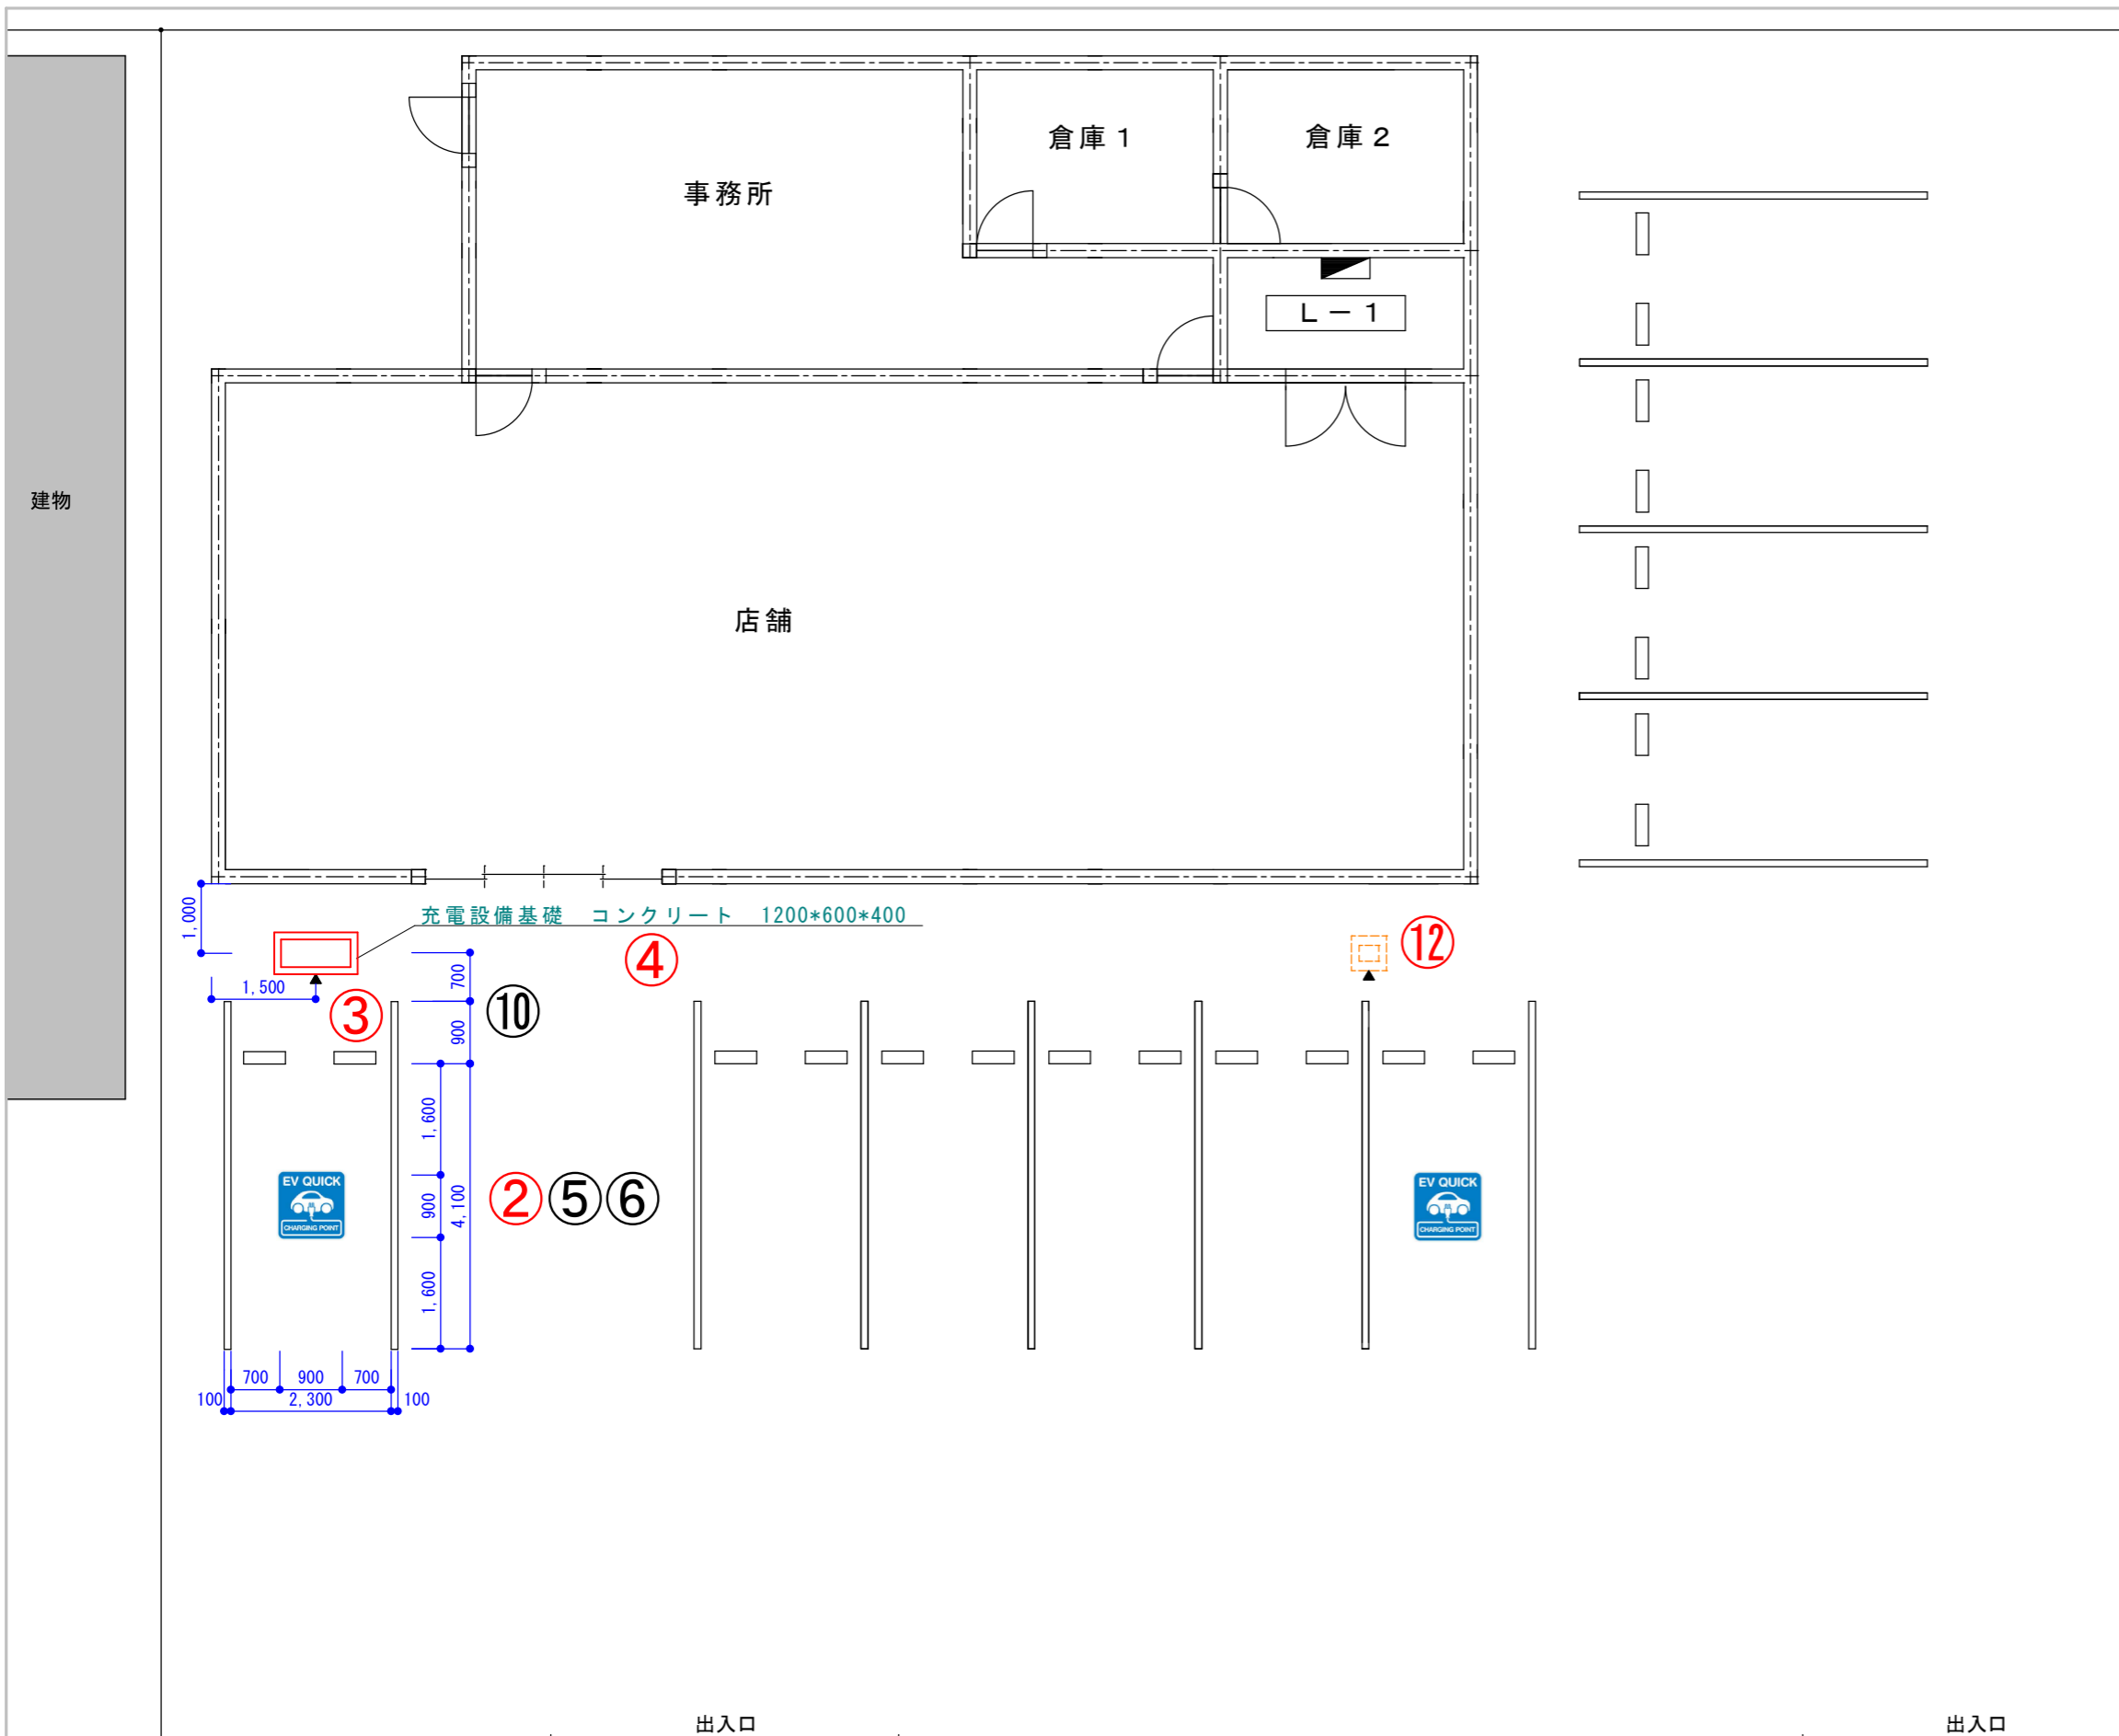 倉庫１
倉庫２
事務所
Ｌ－１
建物
店舗
1,000
充電設備基礎　コンクリート　1200*600*400
④
⑫
700
1,500
③
⑩
900
1,600
EV QUICK
CHARGING POINT
900
4,100
②⑤⑥
EV QUICK
CHARGING POINT
1,600
700
900
700
100
2,300
100
出入口
出入口